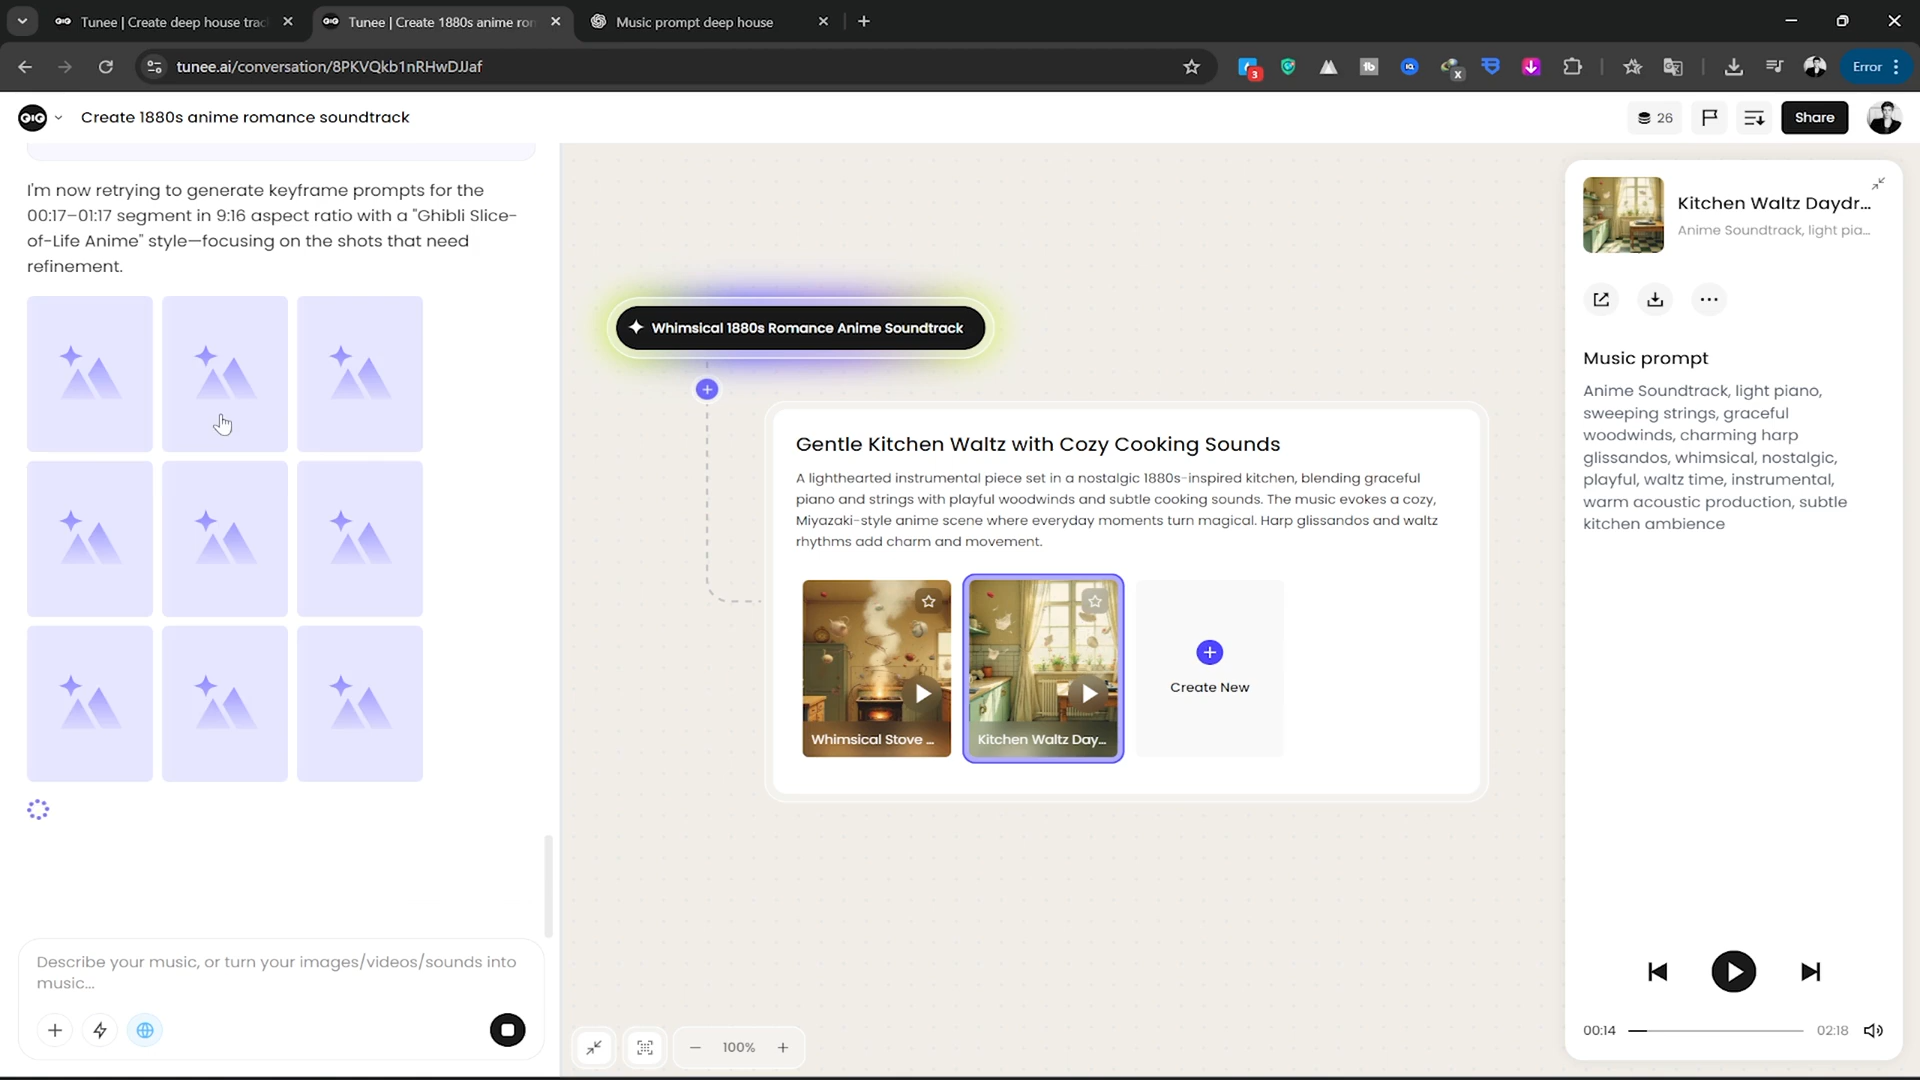 Tunee | Create deep house trac
Tunee | Create 1880s anime ron
Music prompt deep house
tunee.ai/conversation/8PKVQkb1nRHwDJJaf
3
tb
x
Error
GIG
Create 1880s anime romance soundtrack
26
Share
I'm now retrying to generate keyframe prompts for the
00:17–01:17 segment in 9:16 aspect ratio with a "Ghibli Slice-
of-Life Anime" style—focusing on the shots that need
refinement.
Describe your music, or turn your images/videos/sounds into
music...
Whimsical 1880s Romance Anime Soundtrack
Gentle Kitchen Waltz with Cozy Cooking Sounds
A lighthearted instrumental piece set in a nostalgic 1880s-inspired kitchen, blending graceful
piano and strings with playful woodwinds and subtle cooking sounds. The music evokes a cozy,
Miyazaki-style anime scene where everyday moments turn magical. Harp glissandos and waltz
rhythms add charm and movement.
Whimsical Stove ...
Kitchen Waltz Day...
Create New
100%
Kitchen Waltz Daydr...
Anime Soundtrack, light pia...
Music prompt
Anime Soundtrack, light piano,
sweeping strings, graceful
woodwinds, charming harp
glissandos, whimsical, nostalgic,
playful, waltz time, instrumental,
warm acoustic production, subtle
kitchen ambience
00:14
02:18